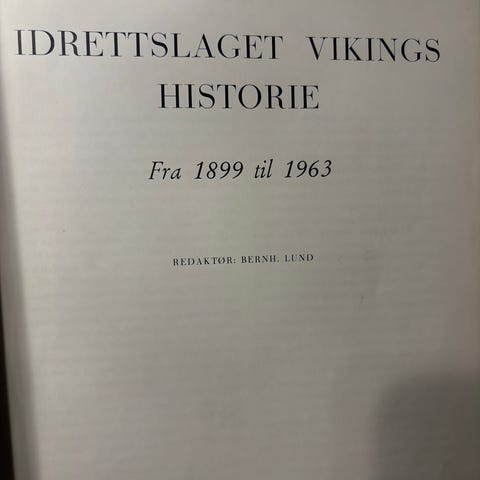 IDRETTSLAGET VIKINGS
HISTORIE
Fra 1899 til 1963
REDAKTØR: BERNH. LUND